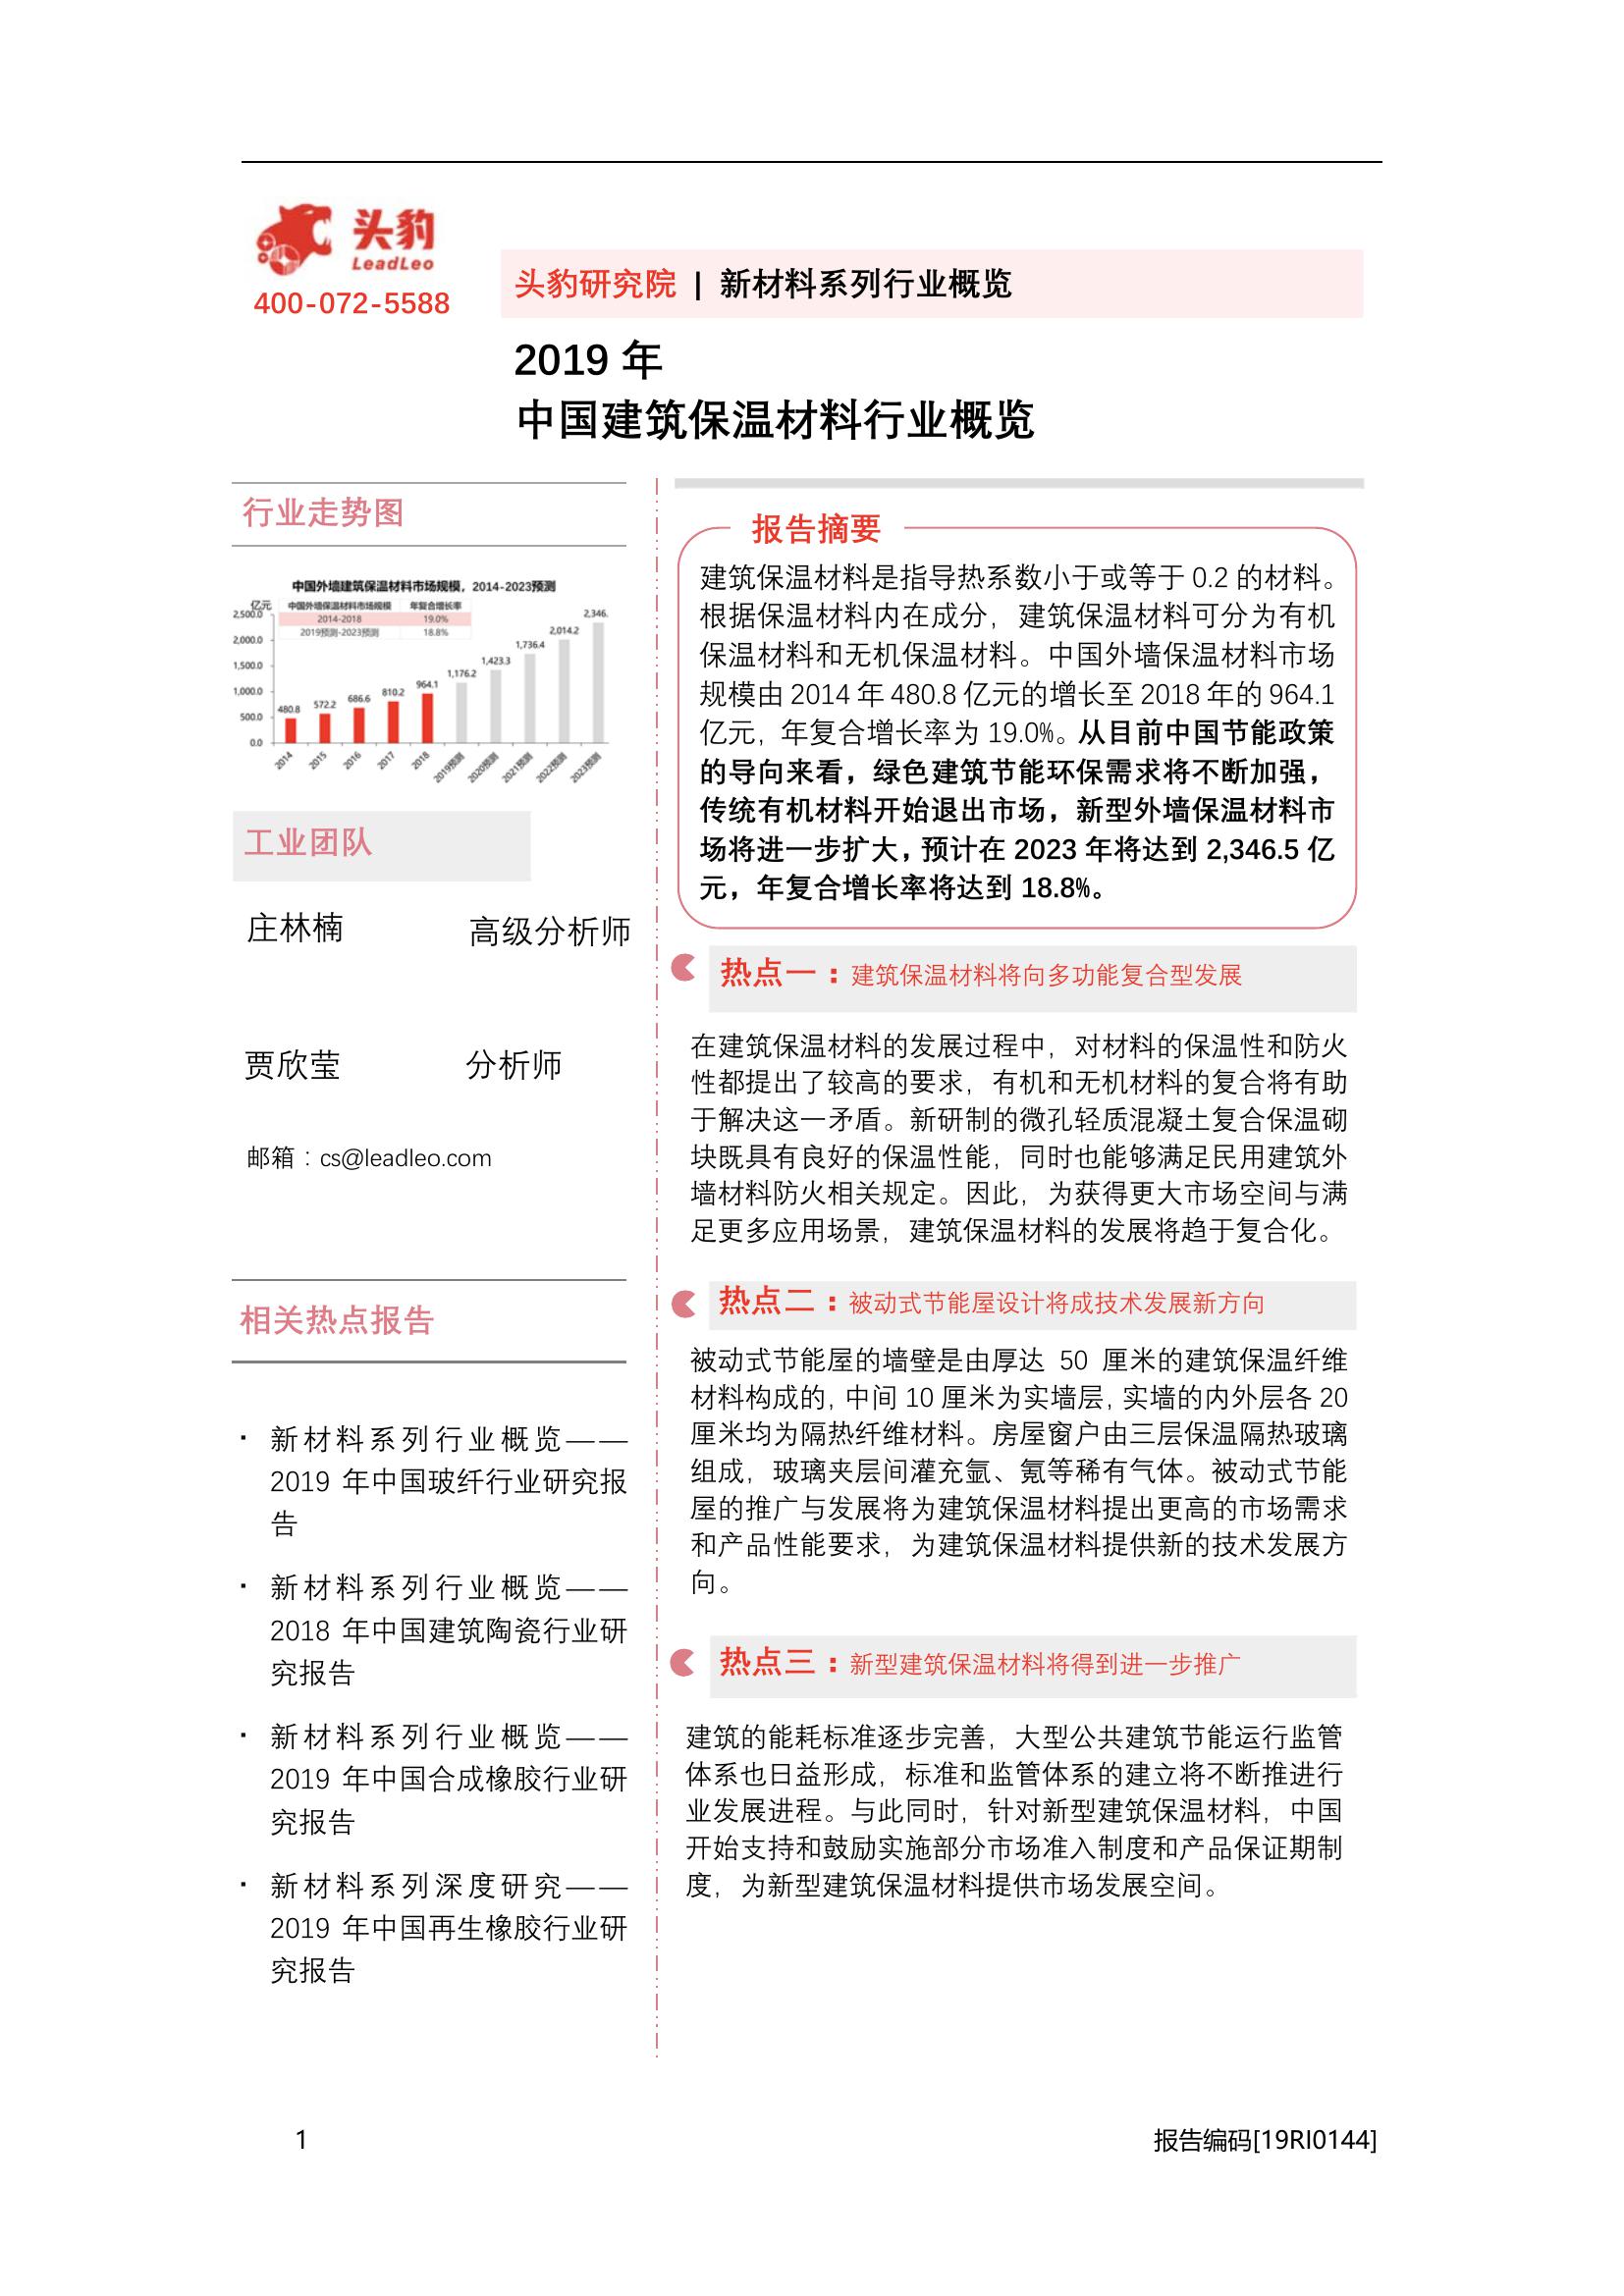 头豹
LeadLeo
400-072-5588
头豹研究院 | 新材料系列行业概览
2019 年
中国建筑保温材料行业概览
行业走势图
中国外墙建筑保温材料市场规模，2014-2023预测
亿元
中国外墙保温材料市场规模 年复合增长率
2014-2018 19.0%
2019预测-2023预测 18.8%
2,500.0
2,000.0
1,500.0
1,000.0
500.0
0.0
480.8 572.2 686.6 810.2 964.1 1,176.2 1,423.3 1,736.4 2,014.2 2,346.
2014 2015 2016 2017 2018 2019预测 2020预测 2021预测 2022预测 2023预测
工业团队
庄林楠 高级分析师
贾欣莹 分析师
邮箱：cs@leadleo.com
相关热点报告
· 新材料系列行业概览——
2019 年中国玻纤行业研究报
告
· 新材料系列行业概览——
2018 年中国建筑陶瓷行业研
究报告
· 新材料系列行业概览——
2019 年中国合成橡胶行业研
究报告
· 新材料系列深度研究——
2019 年中国再生橡胶行业研
究报告
报告摘要
建筑保温材料是指导热系数小于或等于 0.2 的材料。
根据保温材料内在成分，建筑保温材料可分为有机
保温材料和无机保温材料。中国外墙保温材料市场
规模由 2014 年 480.8 亿元的增长至 2018 年的 964.1
亿元，年复合增长率为 19.0%。从目前中国节能政策
的导向来看，绿色建筑节能环保需求将不断加强，
传统有机材料开始退出市场，新型外墙保温材料市
场将进一步扩大，预计在 2023 年将达到 2,346.5 亿
元，年复合增长率将达到 18.8%。
热点一：建筑保温材料将向多功能复合型发展
在建筑保温材料的发展过程中，对材料的保温性和防火
性都提出了较高的要求，有机和无机材料的复合将有助
于解决这一矛盾。新研制的微孔轻质混凝土复合保温砌
块既具有良好的保温性能，同时也能够满足民用建筑外
墙材料防火相关规定。因此，为获得更大市场空间与满
足更多应用场景，建筑保温材料的发展将趋于复合化。
热点二：被动式节能屋设计将成技术发展新方向
被动式节能屋的墙壁是由厚达 50 厘米的建筑保温纤维
材料构成的，中间 10 厘米为实墙层，实墙的内外层各 20
厘米均为隔热纤维材料。房屋窗户由三层保温隔热玻璃
组成，玻璃夹层间灌充氩、氪等稀有气体。被动式节能
屋的推广与发展将为建筑保温材料提出更高的市场需求
和产品性能要求，为建筑保温材料提供新的技术发展方
向。
热点三：新型建筑保温材料将得到进一步推广
建筑的能耗标准逐步完善，大型公共建筑节能运行监管
体系也日益形成，标准和监管体系的建立将不断推进行
业发展进程。与此同时，针对新型建筑保温材料，中国
开始支持和鼓励实施部分市场准入制度和产品保证期制
度，为新型建筑保温材料提供市场发展空间。
1
报告编码[19RI0144]